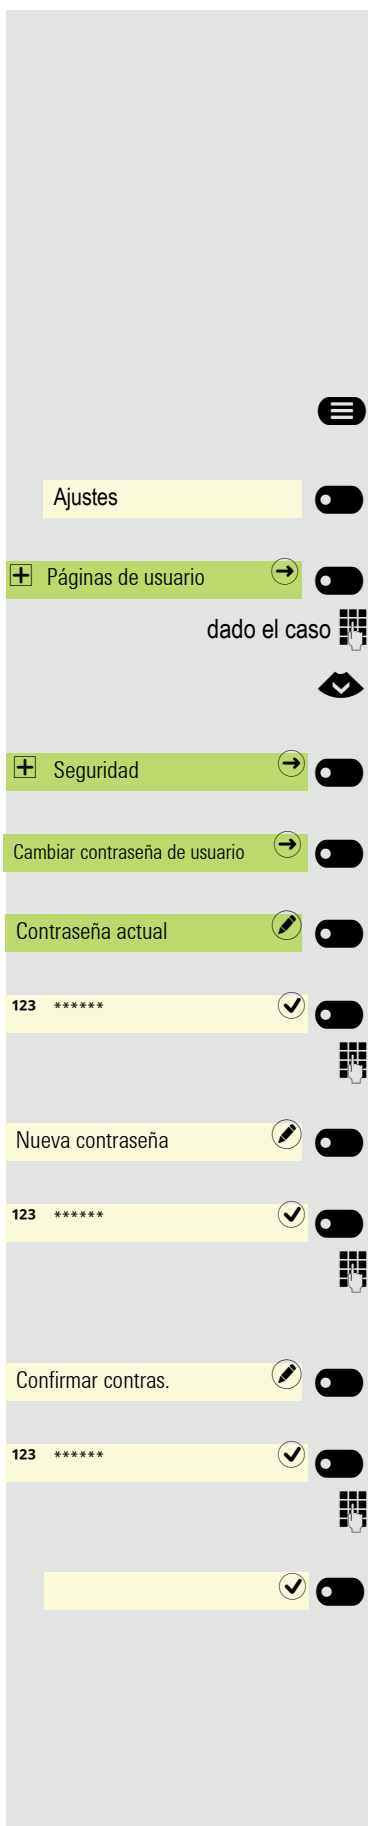 Ajustes
Páginas de usuario
dado el caso
Seguridad
Cambiar contraseña de usuario
Contraseña actual
123 ******
Nueva contraseña
123 ******
Confirmar contras.
123 ******